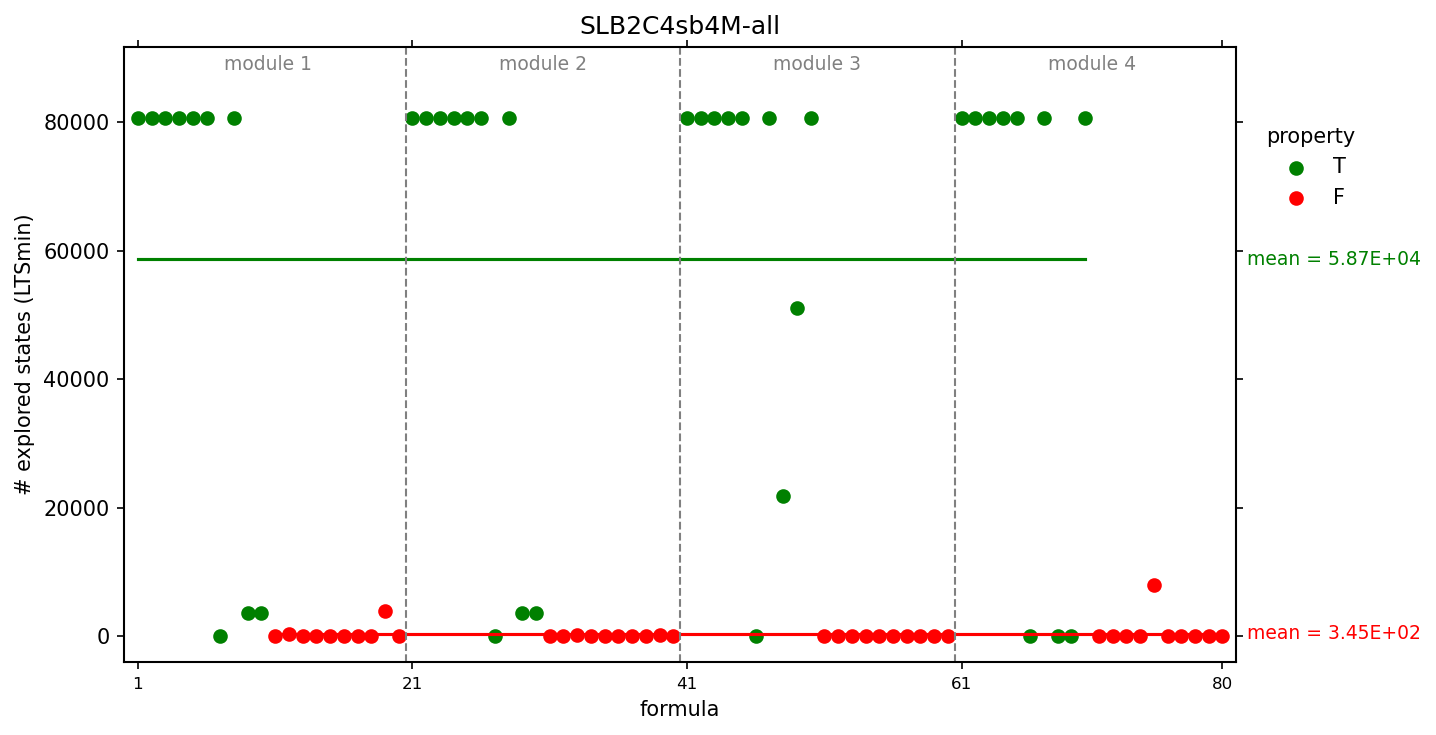 SLB2C4sb4M-all
module 1
module 2
module 3
module 4
80000
60000
40000
20000
0
# explored states (LTSmin)
property
T
F
mean = 5.87E+04
mean = 3.45E+02
1
21
41
61
80
formula